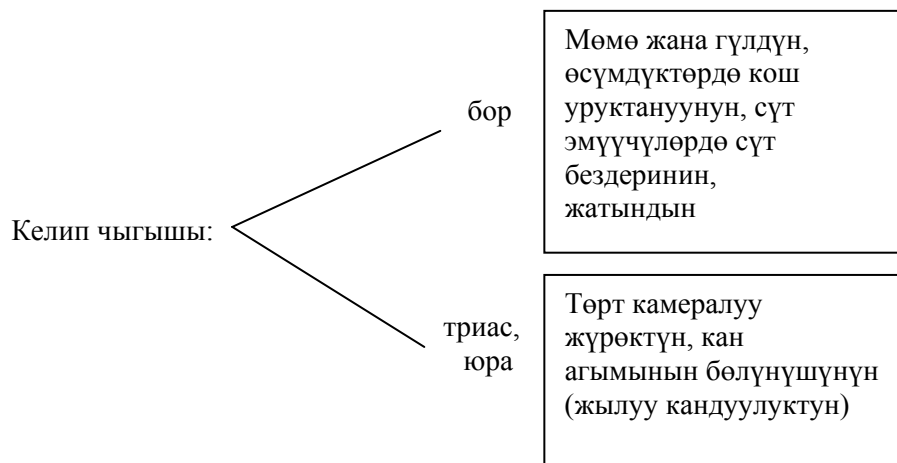 Келип чыгышы:
бор
Мөмө жана гүлдүн,
өсүмдүктөрдө кош
уруктануунун, сүт
эмүүчүлөрдө сүт
бездеринин,
жатындын
триас,
юра
Төрт камералуу
жүрөктүн, кан
агымынын бөлүнүшүнүн
(жылуу кандуулуктун)